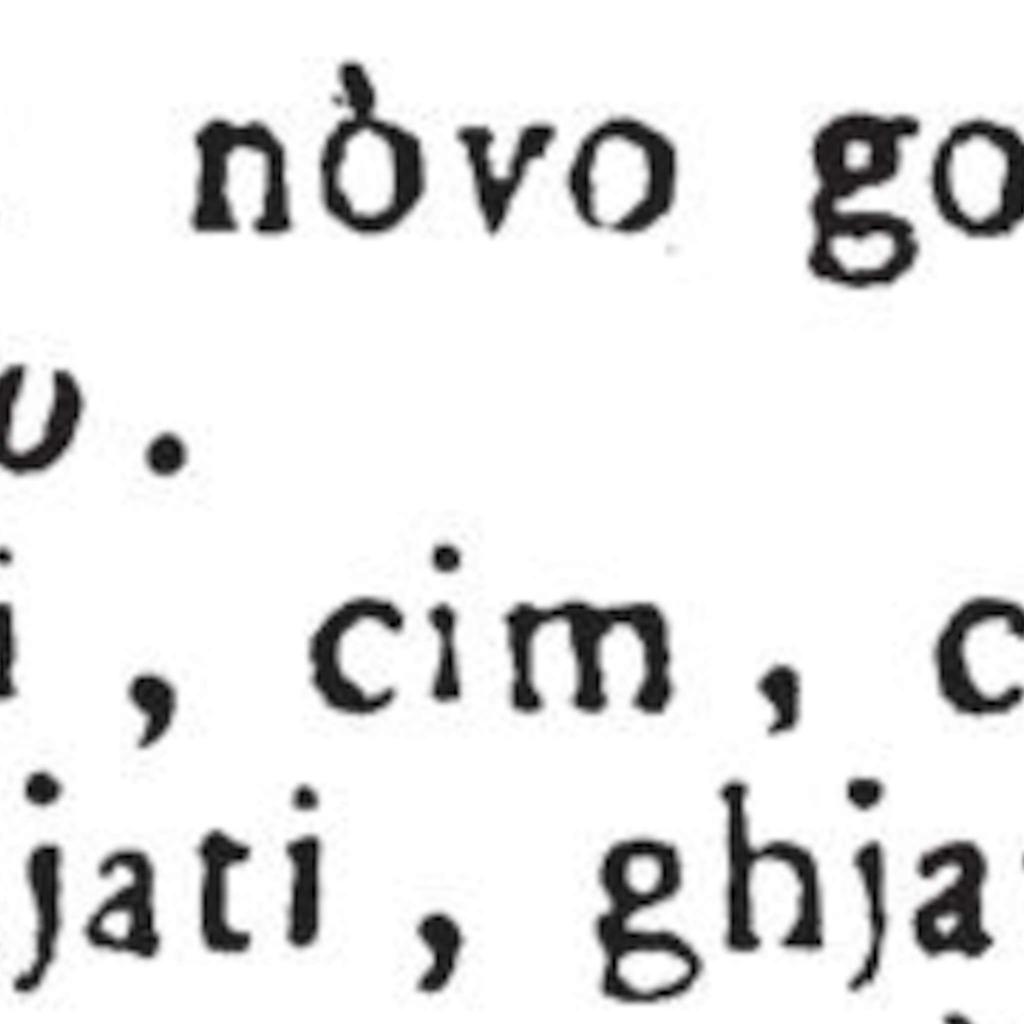 nòvo go
υ.
i, cim, c
jati, ghja